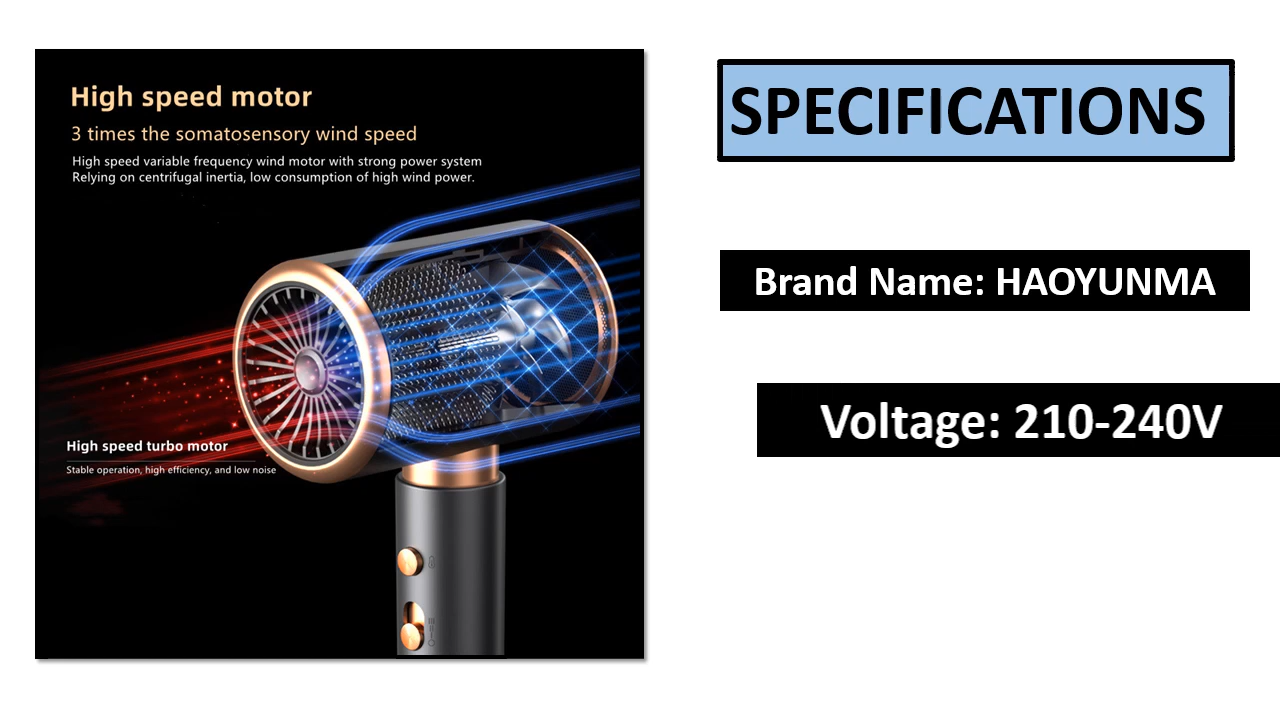 High speed motor
3 times the somatosensory wind speed
High speed variable frequency wind motor with strong power system
Relying on centrifugal inertia, low consumption of high wind power.
High speed turbo motor
Stable operation, high efficiency, and low noise
SPECIFICATIONS
Brand Name: HAOYUNMA
Voltage: 210-240V